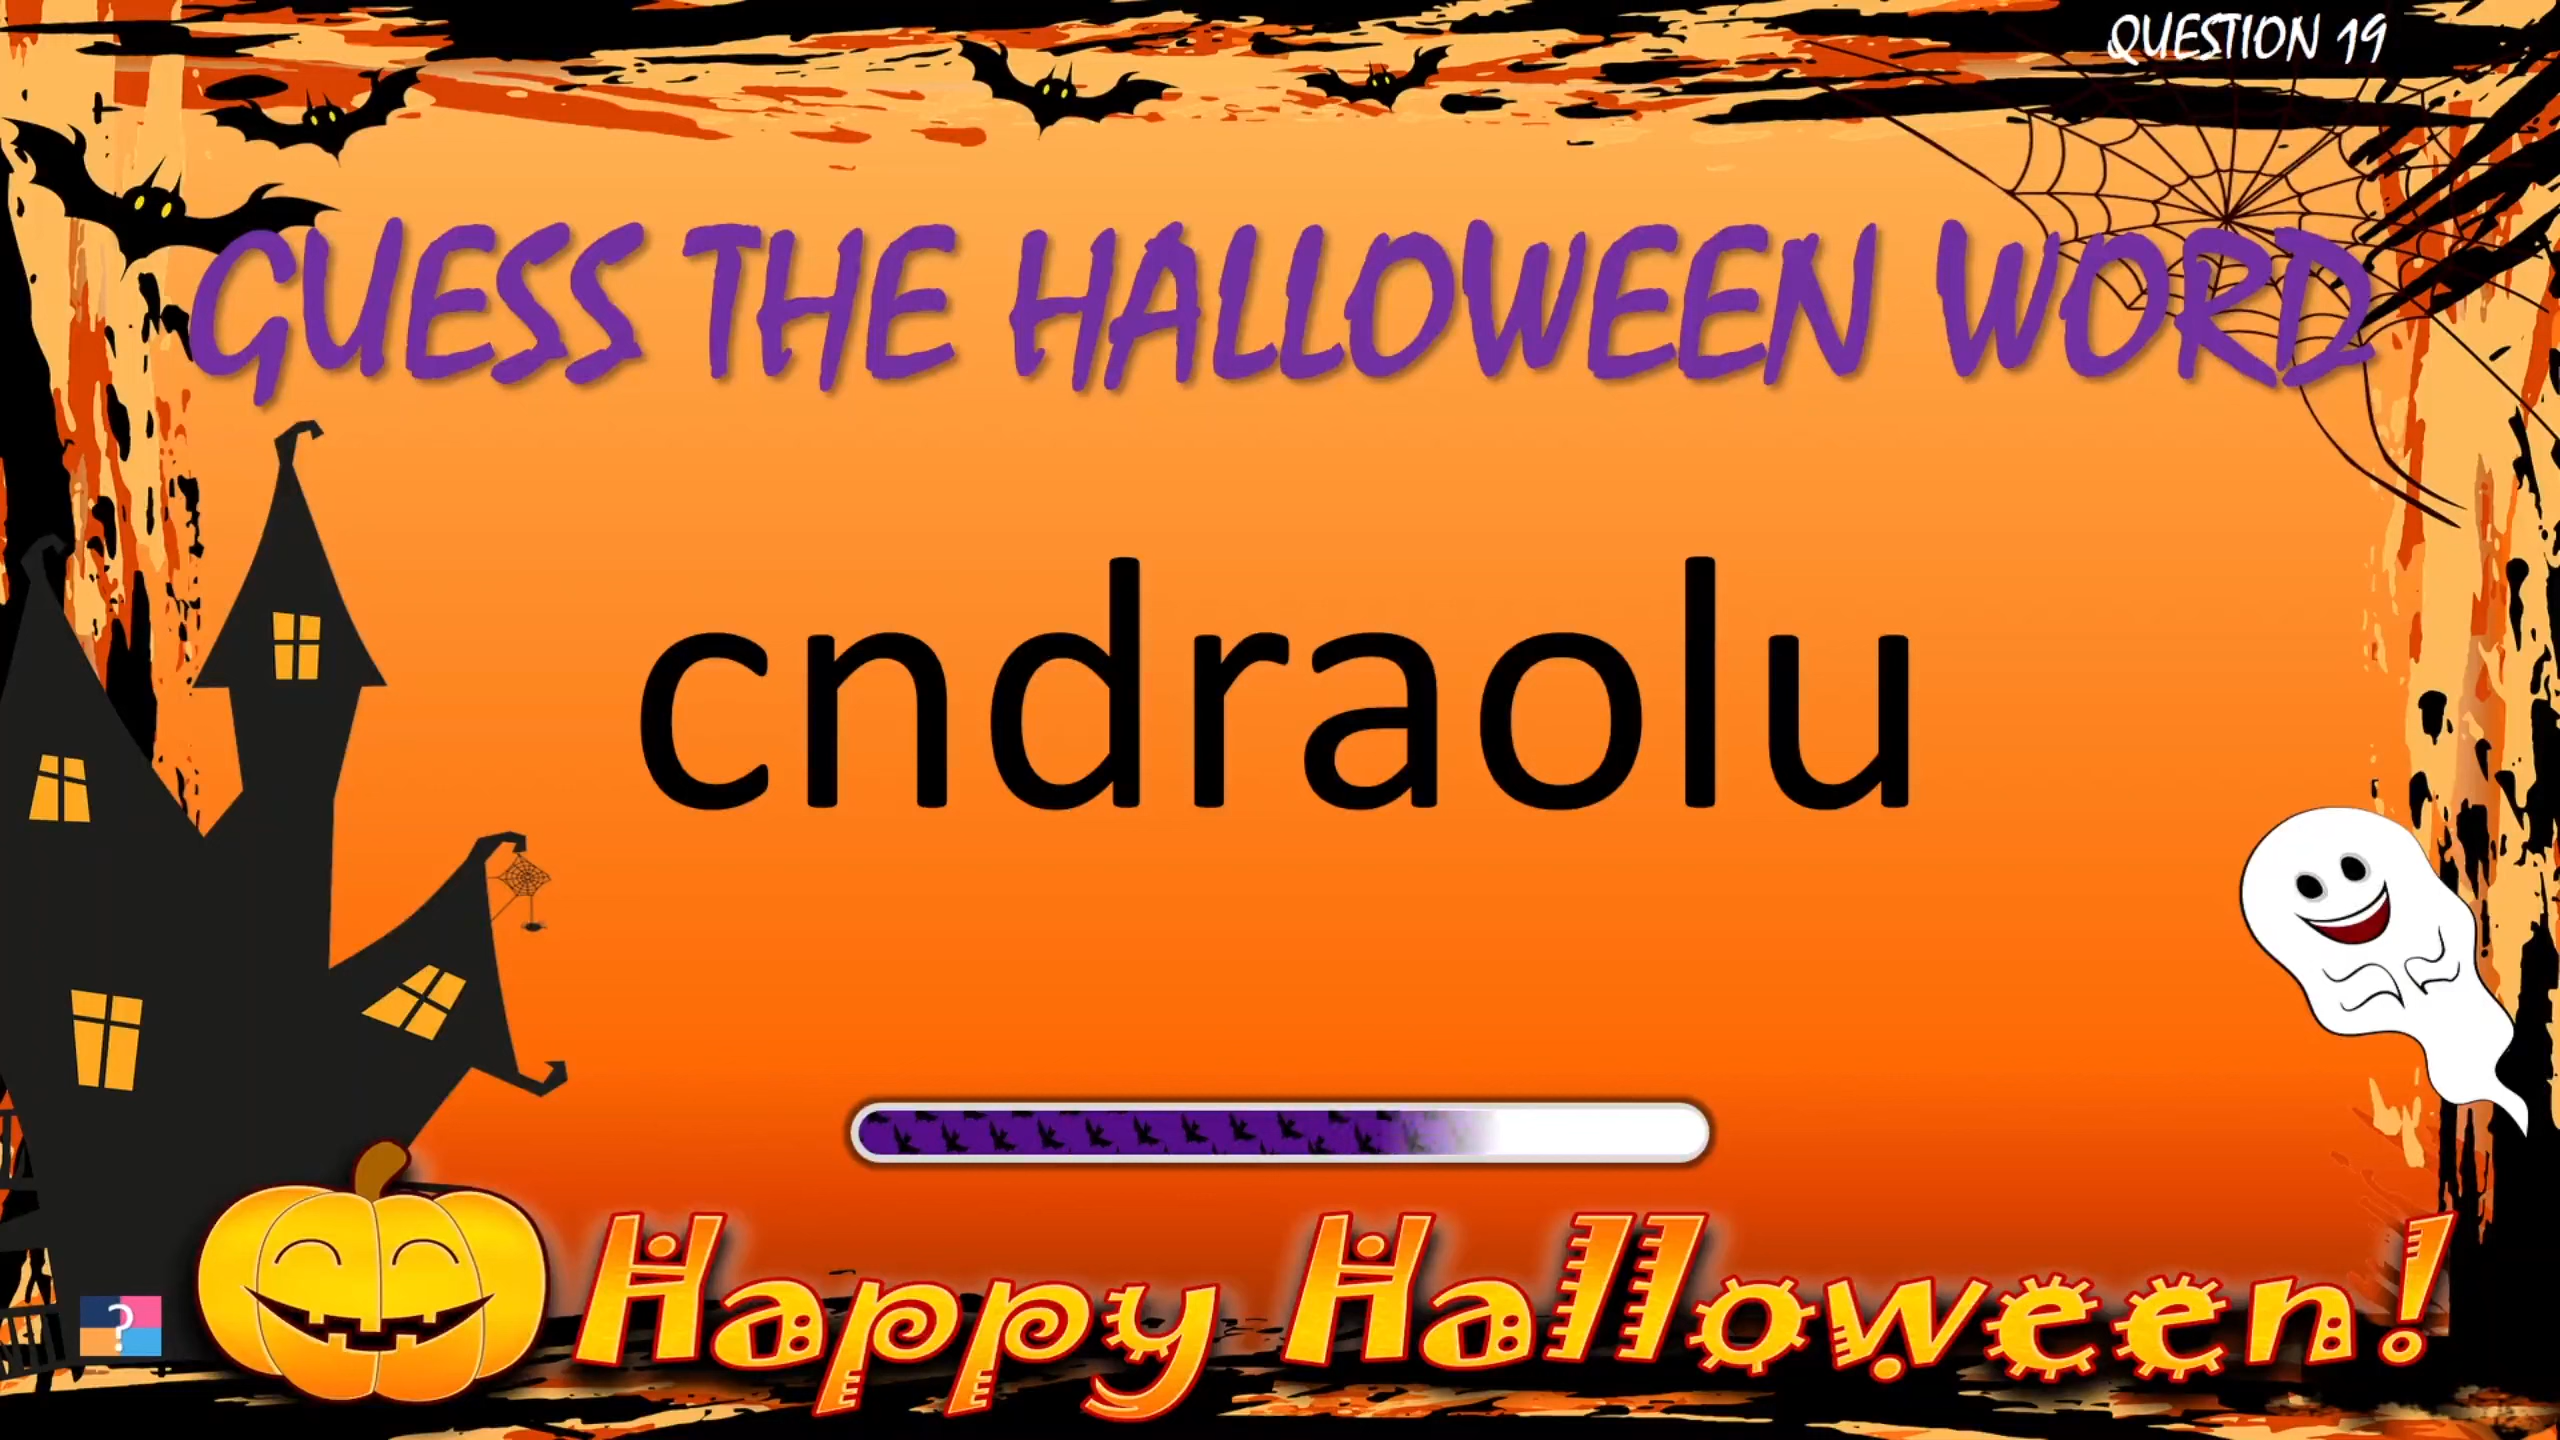 QUESTION 19
GUESS THE HALLOWEEN WORD
cndraolu
?
Happy Halloween!